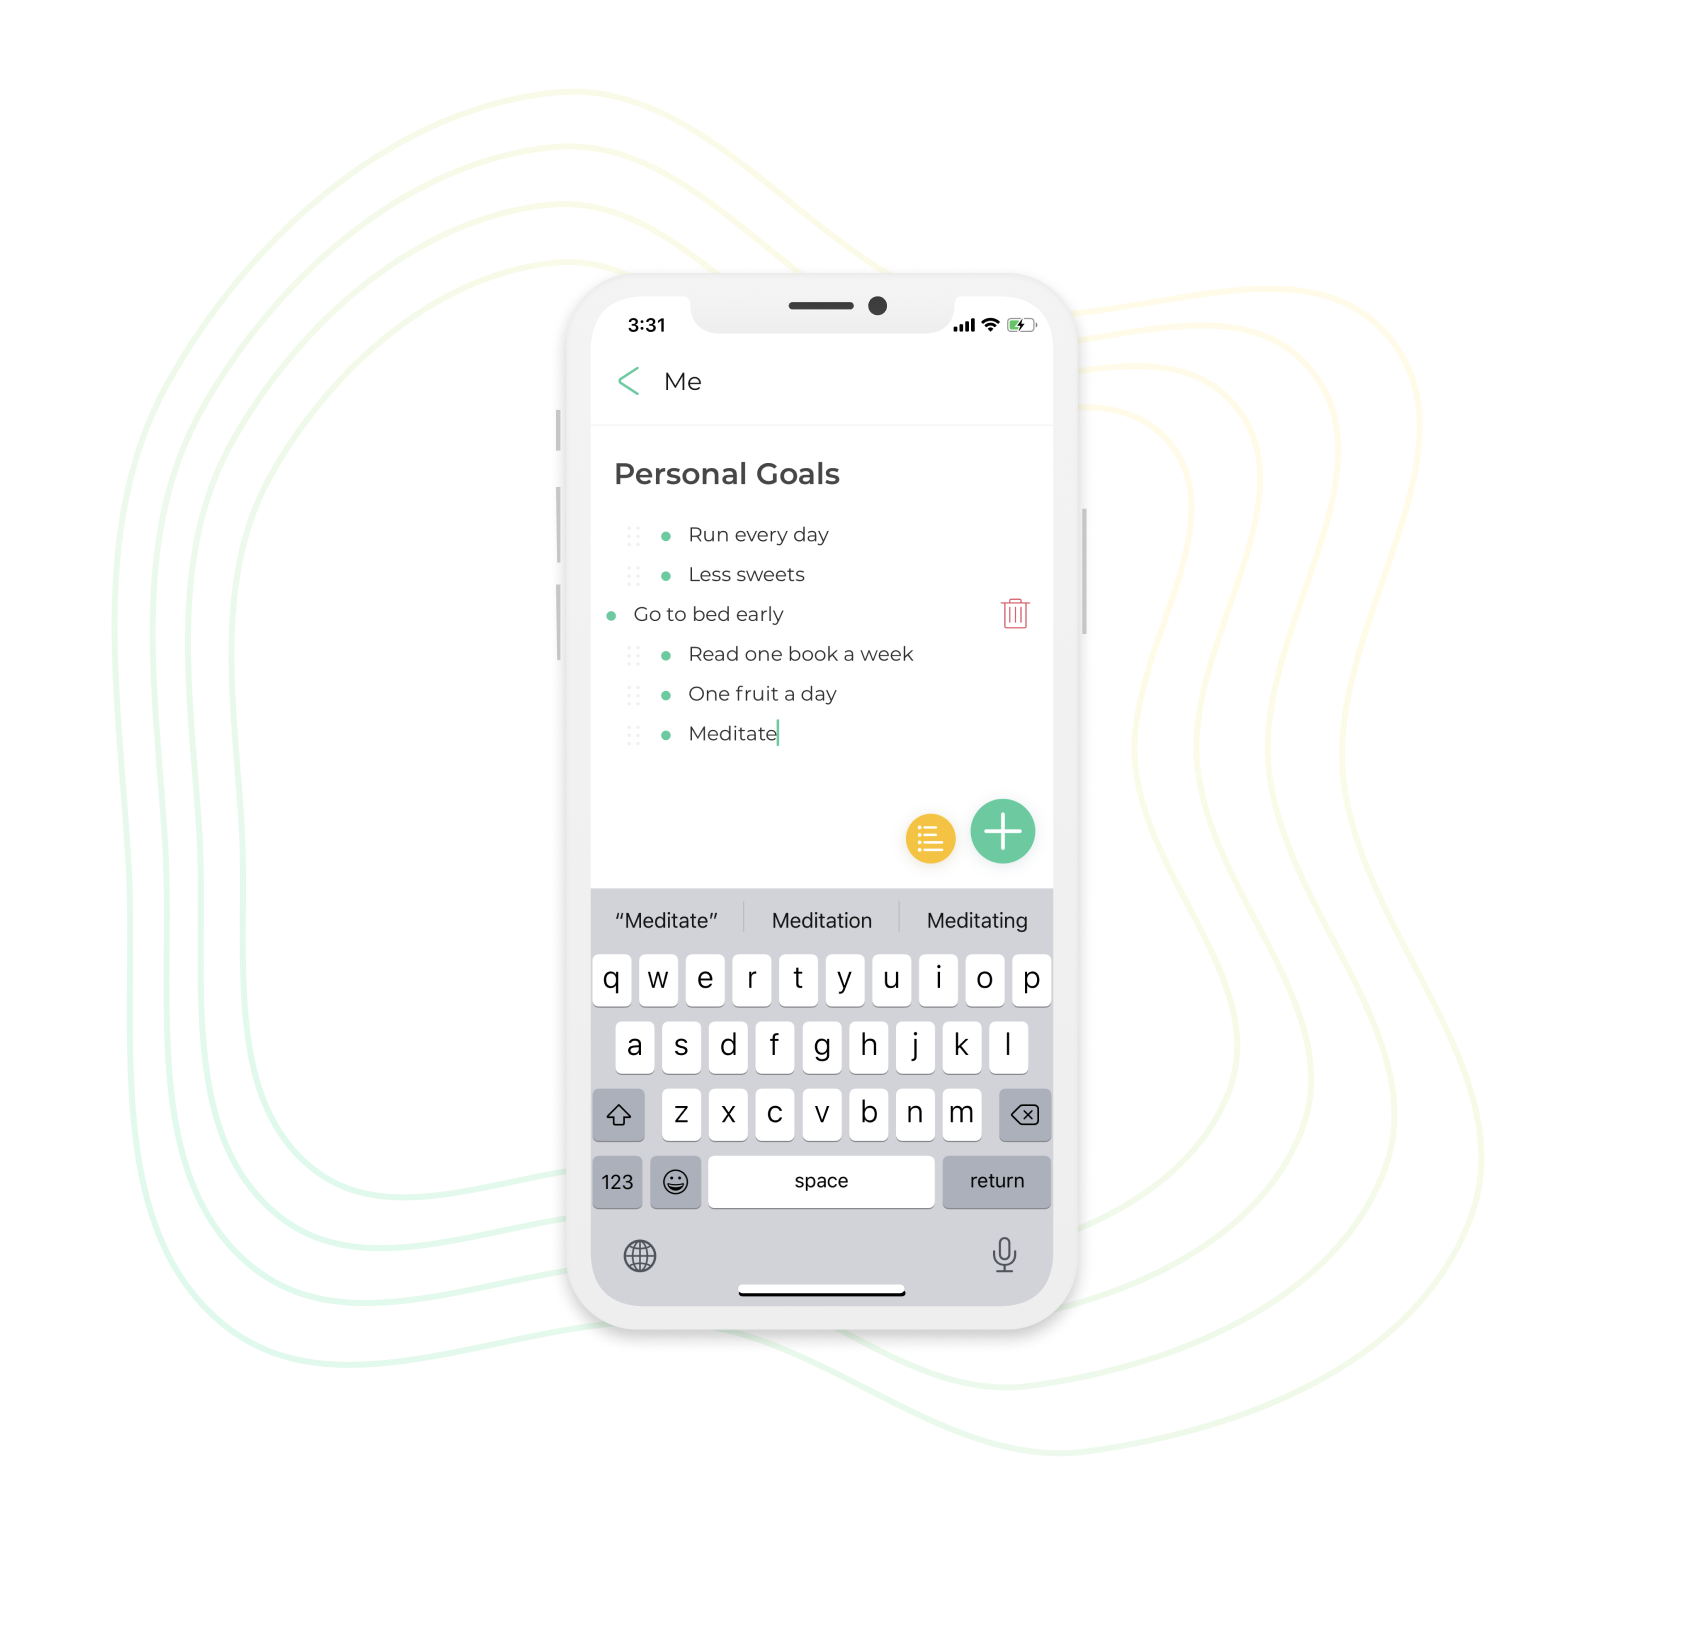 3:31
Me
Personal Goals
Run every day
Less sweets
Go to bed early
Read one book a week
One fruit a day
Meditate
“Meditate” Meditation Meditating
q w e r t y u i o p
a s d f g h j k l
z x c v b n m
123 space return